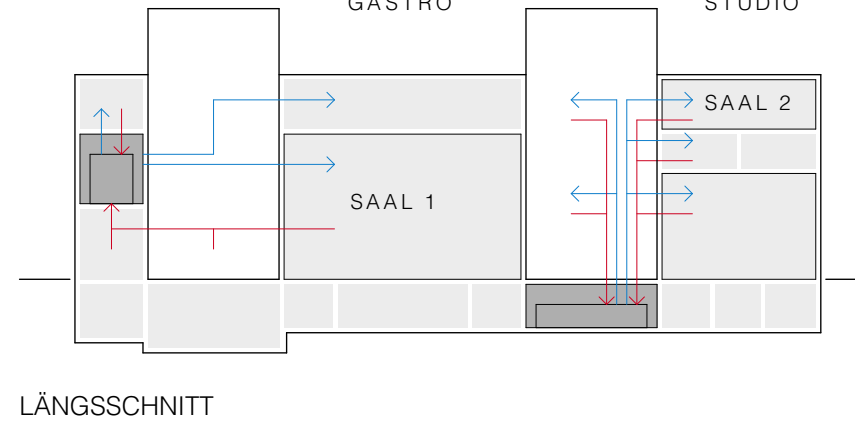 GASTRO
STUDIO
SAAL 2
SAAL 1
LÄNGSSCHNITT